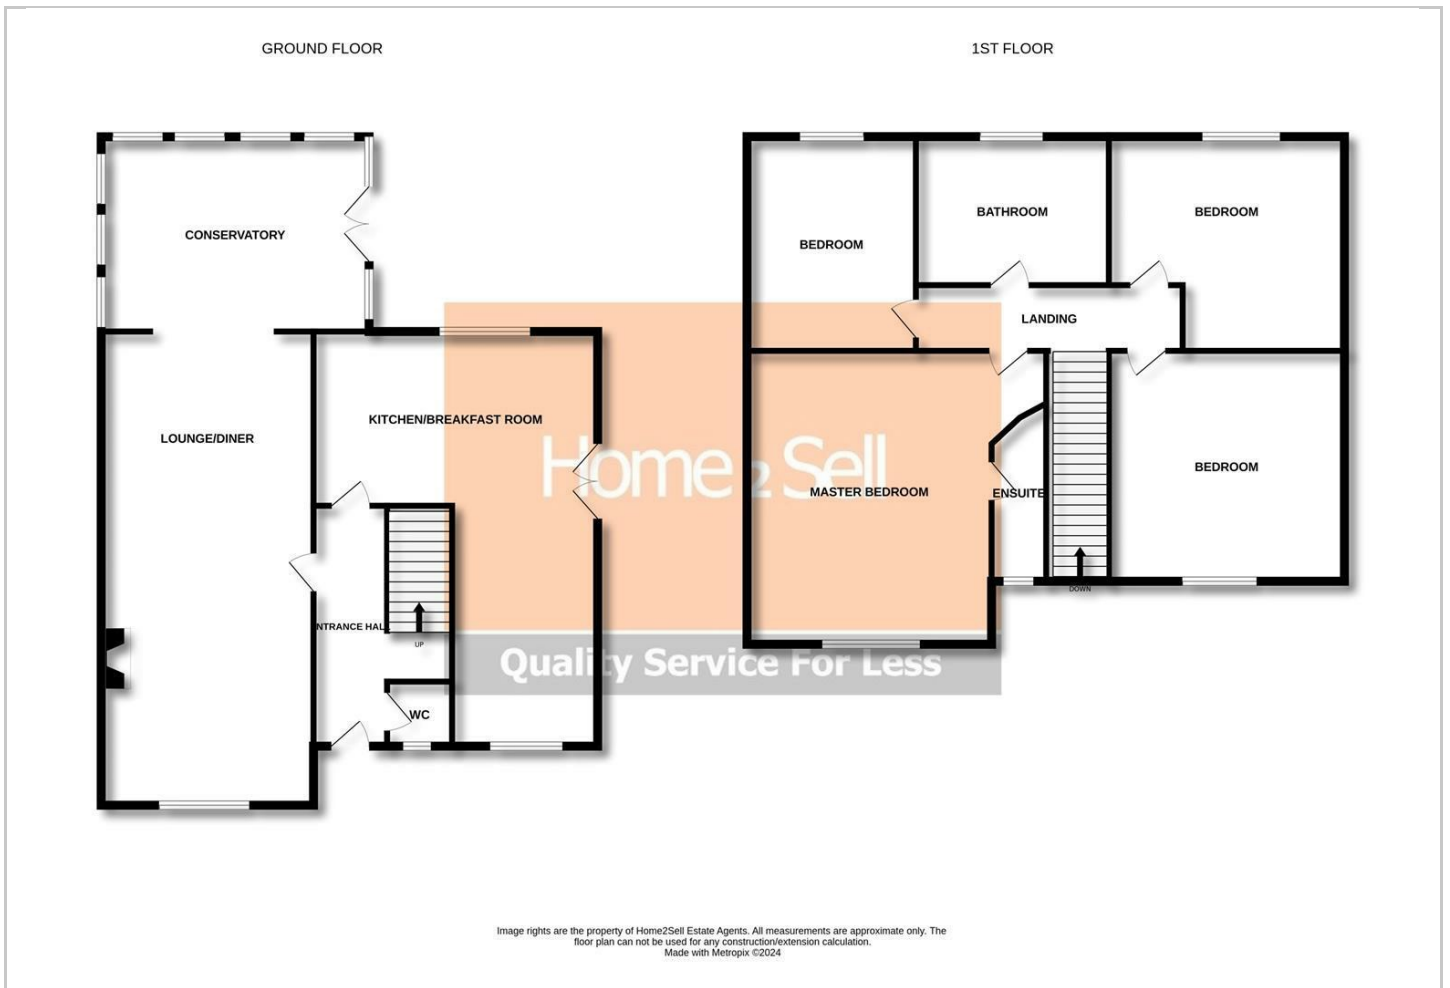 GROUND FLOOR
1ST FLOOR
CONSERVATORY
LOUNGE/DINER
KITCHEN/BREAKFAST ROOM
NTRANCE HALL
UP
WC
BEDROOM
BATHROOM
BEDROOM
LANDING
MASTER BEDROOM
ENSUITE
BEDROOM
DOWN
Home2Sell
Quality Service For Less
Image rights are the property of Home2Sell Estate Agents. All measurements are approximate only. The
floor plan can not be used for any construction/extension calculation.
Made with Metropix ©2024